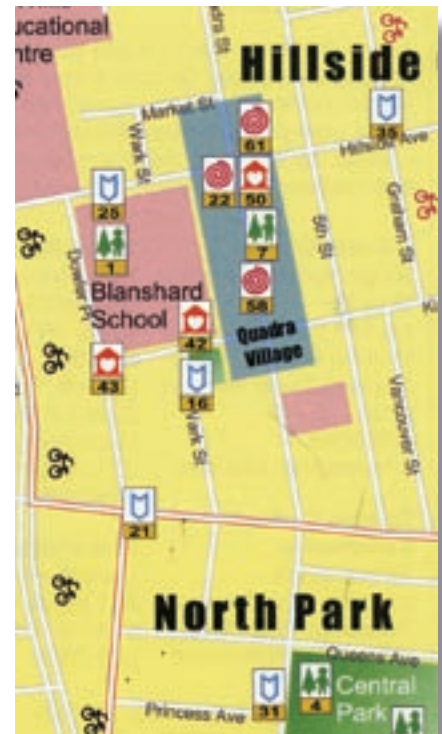 ucational
ntre
Hillside
Market St
Wark St
61
35
Hillside Ave
22
50
25
7
1
5th St
Graham St
Blanshard
School
58
42
Quadra
Village
43
16
Wark St
Vancouver St
21
North Park
Queens Ave
31
4
Central
Park
Princess Ave